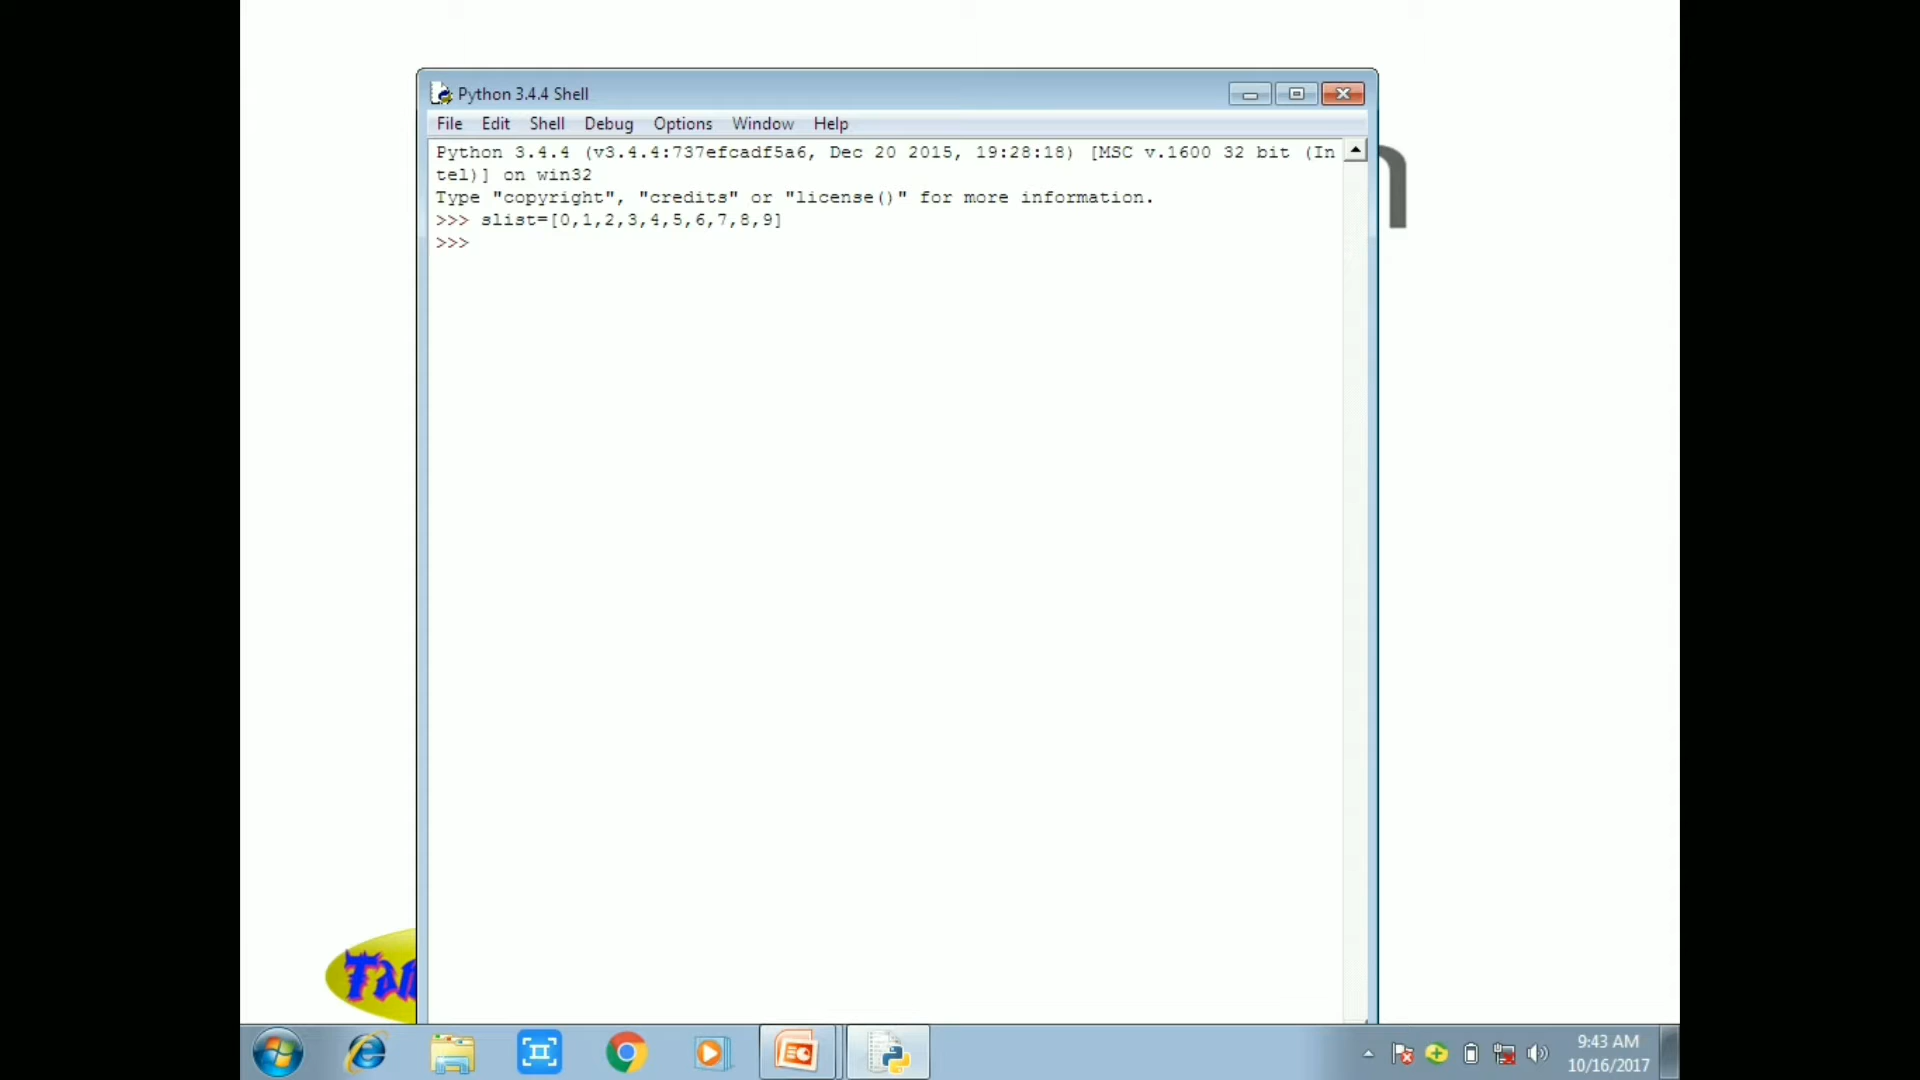 Python 3.4.4 Shell
File Edit Shell Debug Options Window Help
Python 3.4.4 (v3.4.4:737efcadf5a6, Dec 20 2015, 19:28:18) [MSC v.1600 32 bit (In
tel)] on win32
Type "copyright", "credits" or "license()" for more information.
>>> slist=[0,1,2,3,4,5,6,7,8,9]
>>>
9:43 AM
10/16/2017